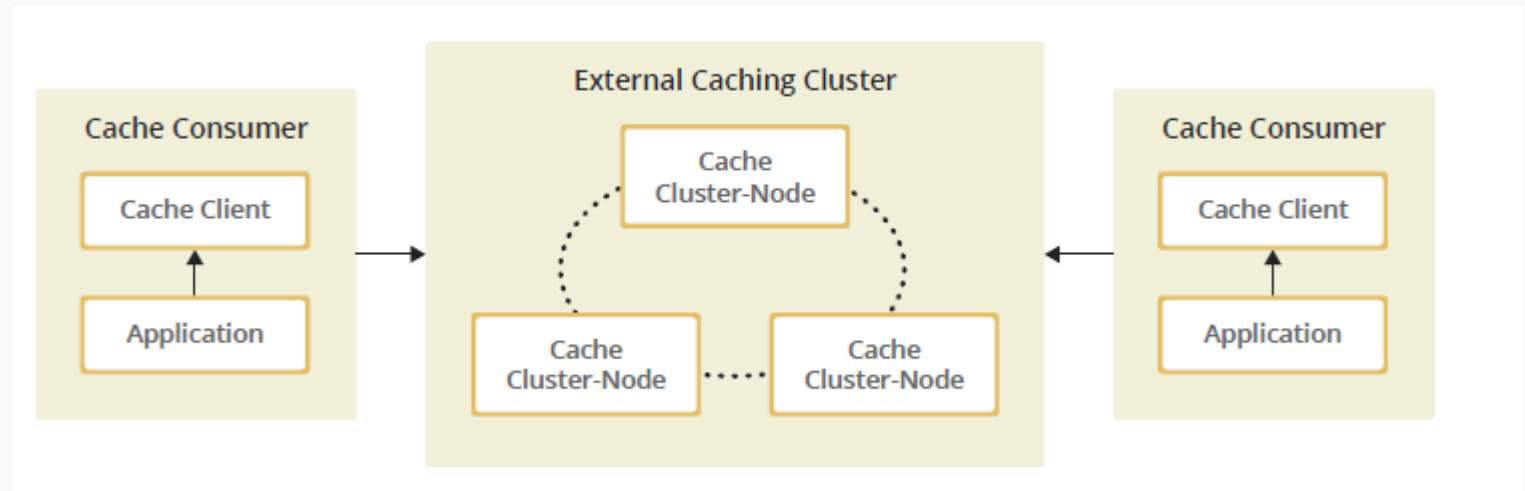 External Caching Cluster
Cache Consumer
Cache Client
Application
Cache
Cluster-Node
Cache
Cluster-Node
Cache
Cluster-Node
Cache Consumer
Cache Client
Application